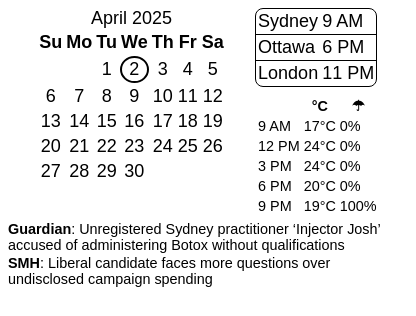 April 2025
Su Mo Tu We Th Fr Sa
1 2 3 4 5
6 7 8 9 10 11 12
13 14 15 16 17 18 19
20 21 22 23 24 25 26
27 28 29 30
Sydney 9 AM
Ottawa 6 PM
London 11 PM
°C ☂
9 AM 17°C 0%
12 PM 24°C 0%
3 PM 24°C 0%
6 PM 20°C 0%
9 PM 19°C 100%
Guardian: Unregistered Sydney practitioner ‘Injector Josh’
accused of administering Botox without qualifications
SMH: Liberal candidate faces more questions over
undisclosed campaign spending